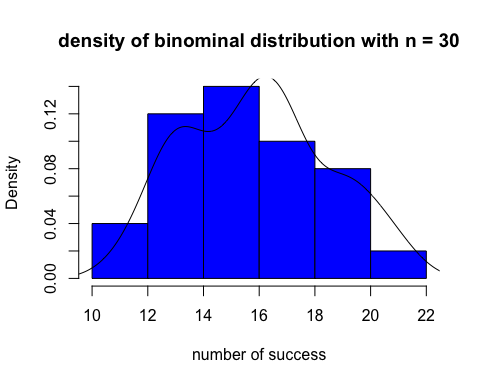 density of binominal distribution with n = 30
Density
0.12
0.08
0.04
0.00
10 12 14 16 18 20 22
number of success